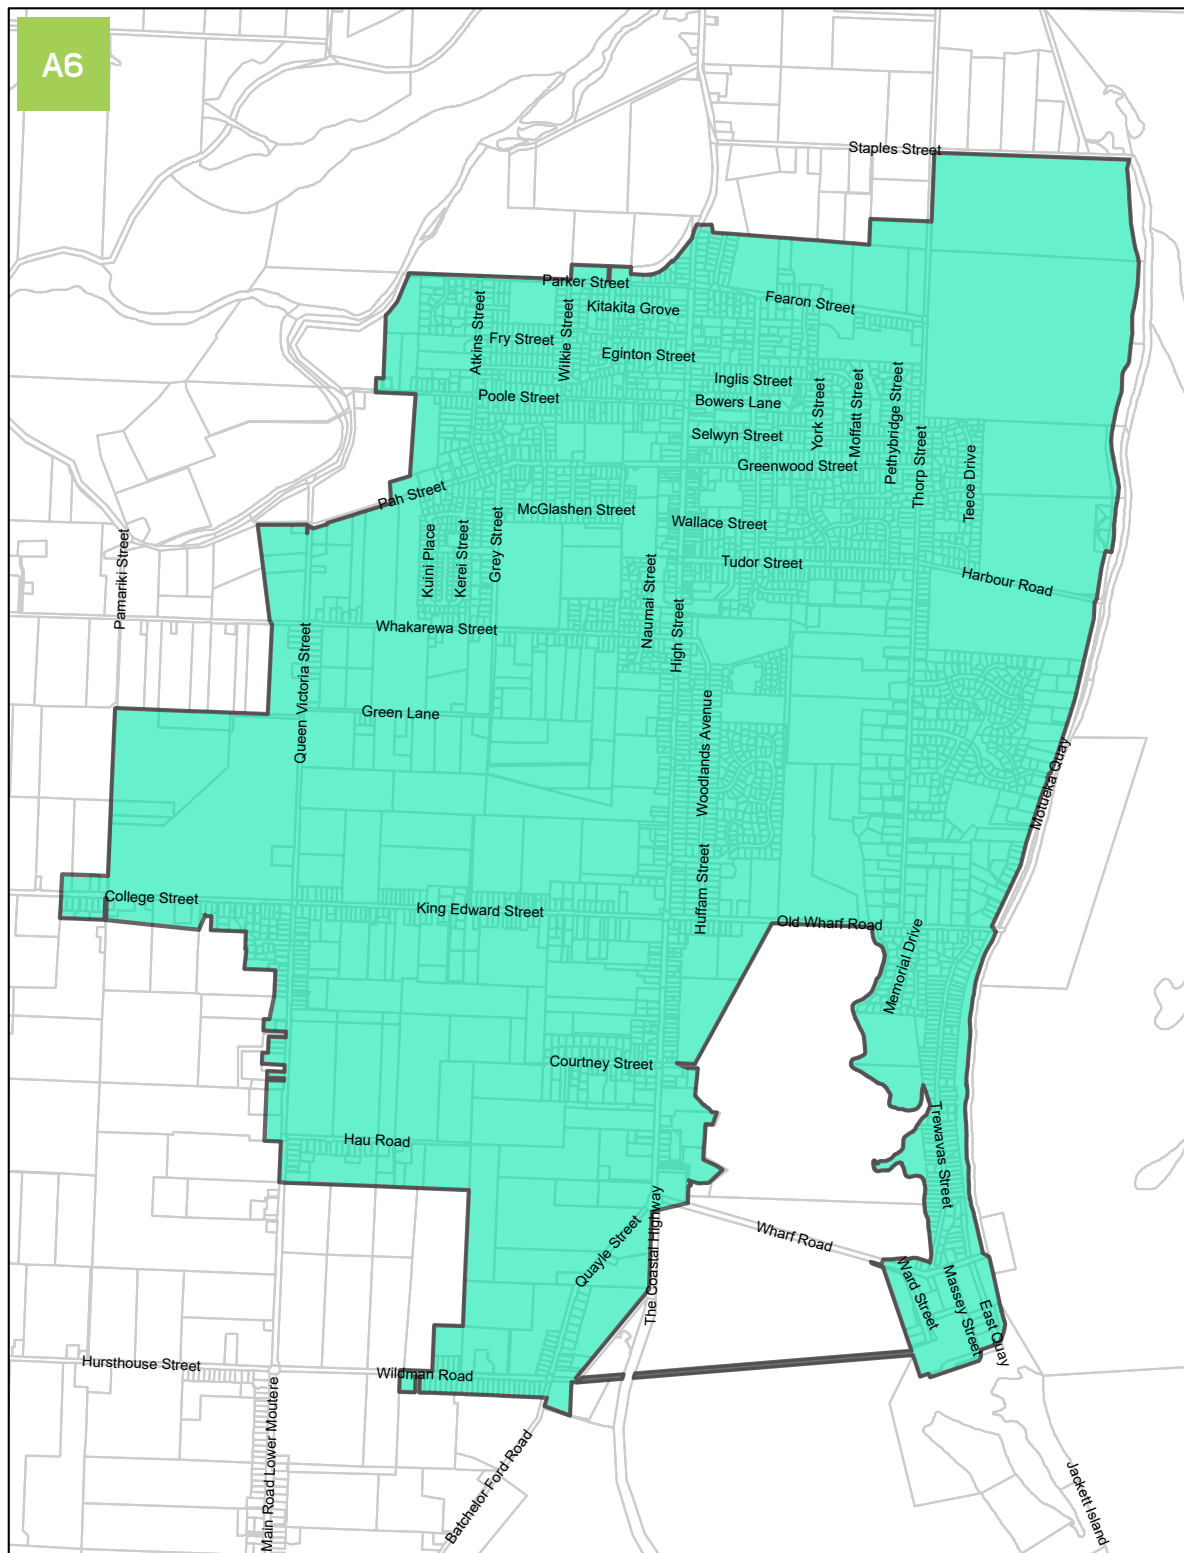 A6
Staples Street
Parker Street
Kitakita Grove
Fearon Street
Atkins Street
Fry Street
Wilkie Street
Eginton Street
Inglis Street
Poole Street
Bowers Lane
York Street
Moffatt Street
Pethybridge Street
Selwyn Street
Greenwood Street
Thorp Street
Teece Drive
Pah Street
McGlashen Street
Wallace Street
Grey Street
Kuini Place
Kerei Street
Tudor Street
Harbour Road
Pamariki Street
Naumai Street
High Street
Whakarewa Street
Queen Victoria Street
Green Lane
Woodlands Avenue
Motueka Quay
Huffam Street
College Street
King Edward Street
Old Wharf Road
Memorial Drive
Courtney Street
Hau Road
Trewavas Street
Quayle Street
The Coastal Highway
Wharf Road
Ward Street
Massey Street
East Quay
Hursthouse Street
Wildman Road
Main Road Lower Moutere
Batchelor Ford Road
Jackett Island